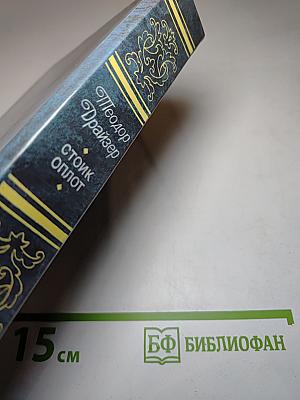 Теодор
Драйзер
СТОИК
ОПЛОТ
15 см
БФ БИБЛИОФАН